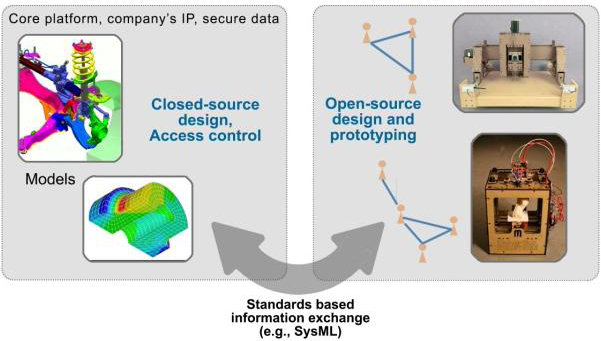 Core platform, company's IP, secure data
Closed-source
design,
Access control
Models
Open-source
design and
prototyping
Standards based
information exchange
(e.g., SysML)